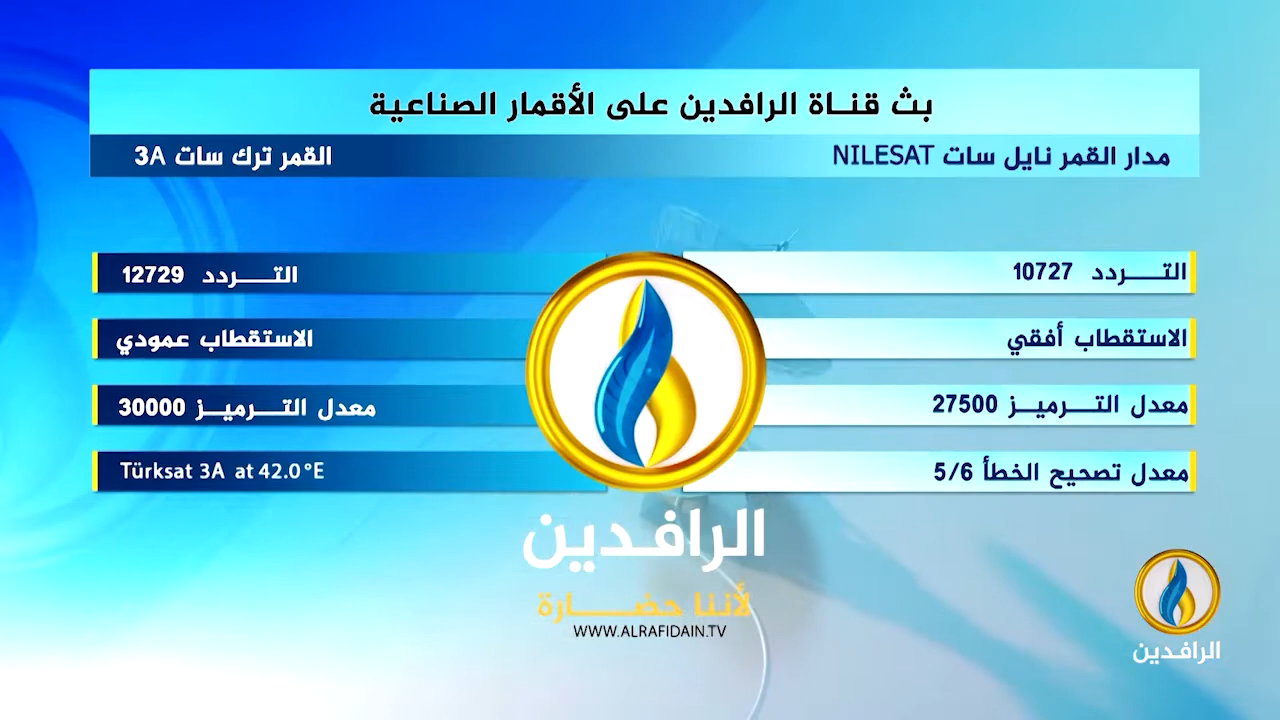 بث قناة الرافدين على الأقمار الصناعية
مدار القمر نايل سات NILESAT
القمر ترك سات 3A
التردد 10727
الاستقطاب أفقي
معدل الترميز 27500
معدل تصحيح الخطأ 5/6
التردد 12729
الاستقطاب عمودي
معدل الترميز 30000
Türksat 3A at 42.0°E
الرافدين
لأننا حضارة
WWW.ALRAFIDAIN.TV
الرافدين